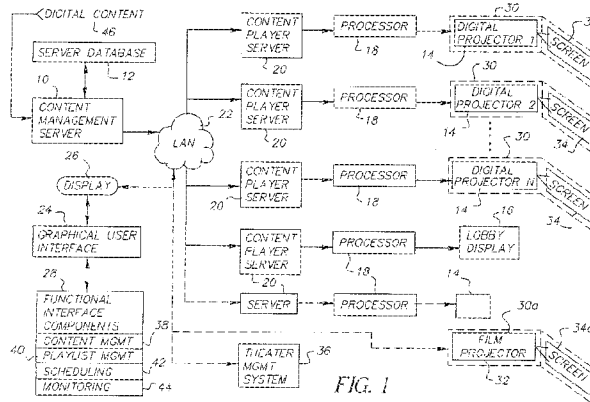 DIGITAL CONTENT
46
SERVER DATABASE
12
10
CONTENT
MANAGEMENT
SERVER
22
LAN
26
DISPLAY
24
GRAPHICAL USER
INTERFACE
28
FUNCTIONAL
INTERFACE
COMPONENTS
CONTENT MGMT
38
40
PLAYLIST MGMT
SCHEDULING
42
MONITORING
44
CONTENT
PLAYER
SERVER
20
PROCESSOR
18
30
DIGITAL
PROJECTOR 1
14
SCREEN
CONTENT
PLAYER
SERVER
20
PROCESSOR
18
30
DIGITAL
PROJECTOR 2
14
SCREEN
34
CONTENT
PLAYER
SERVER
20
PROCESSOR
18
30
DIGITAL
PROJECTOR N
14
SCREEN
34
CONTENT
PLAYER
SERVER
20
PROCESSOR
18
16
LOBBY
DISPLAY
SERVER
PROCESSOR
14
30a
FILM
PROJECTOR
32
34a
SCREEN
THEATER
MGMT
SYSTEM
36
FIG. 1